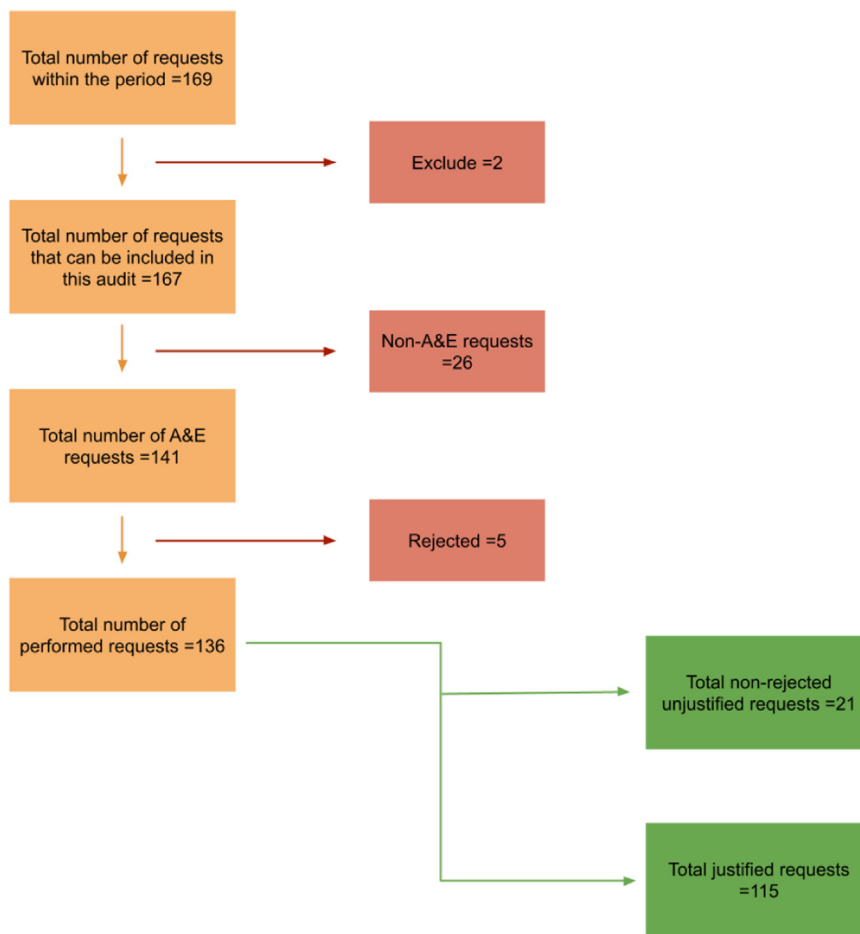 Total number of requests
within the period =169
Exclude =2
Total number of requests
that can be included in
this audit =167
Non-A&E requests
=26
Total number of A&E
requests =141
Rejected =5
Total number of
performed requests =136
Total non-rejected
unjustified requests =21
Total justified requests
=115